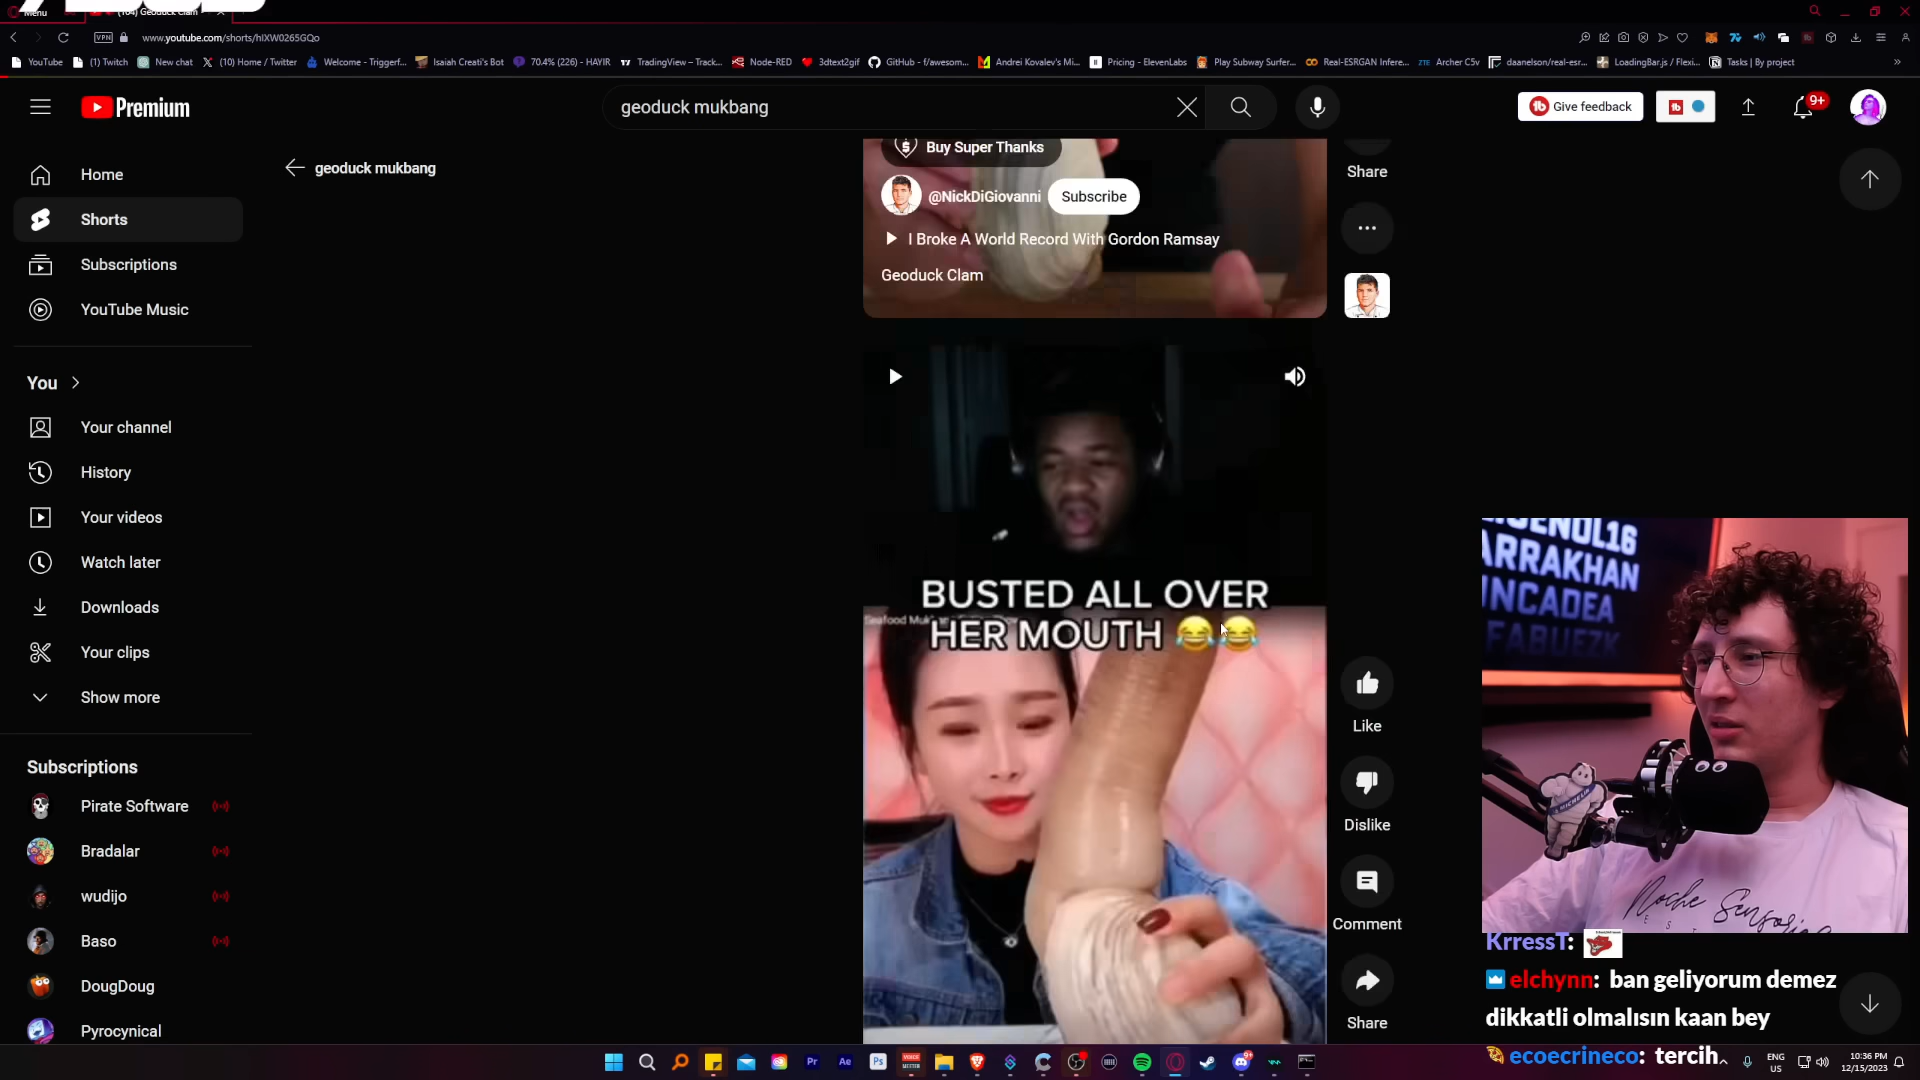 Menu
(104) Geoduck Clam
VPN
www.youtube.com/shorts/hIXW0265GQo
YouTube
(1) Twitch
New chat
(10) Home / Twitter
Welcome - Triggerf...
Isaiah Creati's Bot
70.4% (226) - HAYIR
TradingView – Track...
Node-RED
3dtext2gif
GitHub - f/awesom...
Andrei Kovalev's Mi...
Pricing - ElevenLabs
Play Subway Surfer...
Real-ESRGAN Infere...
ZTE
Archer C5v
daanelson/real-esr...
LoadingBar.js / Flexi...
Tasks | By project
Premium
geoduck mukbang
Give feedback
9+
Home
Shorts
Subscriptions
YouTube Music
You
Your channel
History
Your videos
Watch later
Downloads
Your clips
Show more
Subscriptions
Pirate Software
Bradalar
wudijo
Baso
DougDoug
Pyrocynical
geoduck mukbang
Buy Super Thanks
@NickDiGiovanni
Subscribe
I Broke A World Record With Gordon Ramsay
Geoduck Clam
Share
BUSTED ALL OVER
HER MOUTH 😂😂
Like
Dislike
Comment
Share
ARRAKHAN
INCADEA
FABUEZK
MICHELIN
Noche
KrressT:
elchynn: ban geliyorum demez
dikkatli olmalısın kaan bey
ecoecrineco: tercih
Pr
Ae
Ps
ENG
US
10:36 PM
12/15/2023